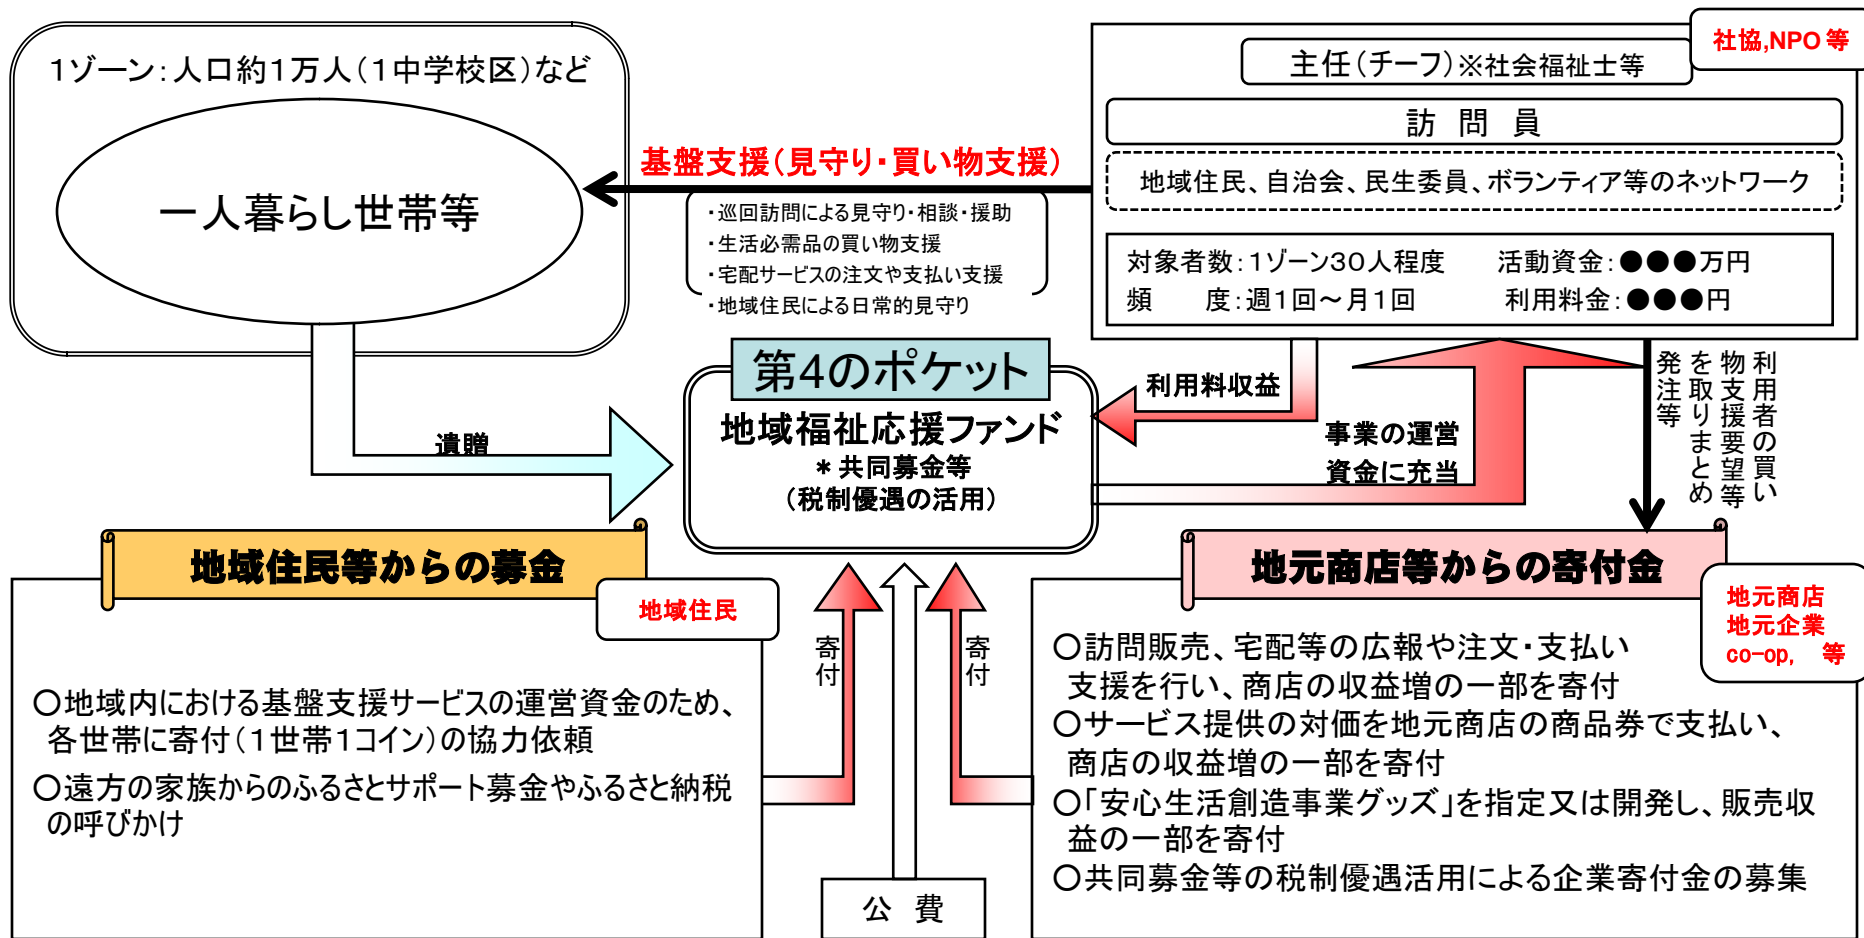 1ゾーン:人口約1万人(1中学校区)など
一人暮らし世帯等
基盤支援(見守り・買い物支援)
・巡回訪問による見守り・相談・援助
・生活必需品の買い物支援
・宅配サービスの注文や支払い支援
・地域住民による日常的見守り
社協,NPO 等
主任(チーフ)※社会福祉士等
訪 問 員
地域住民、自治会、民生委員、ボランティア等のネットワーク
対象者数:1ゾーン30人程度 活動資金:●●●万円
頻 度:週1回~月1回 利用料金:●●●円
第4のポケット
地域福祉応援ファンド
*共同募金等
(税制優遇の活用)
遺贈
利用料収益
事業の運営
資金に充当
利用者の買い
物支援要望等
を取りまとめ
発注等
地域住民等からの募金
地域住民
○地域内における基盤支援サービスの運営資金のため、
各世帯に寄付(1世帯1コイン)の協力依頼
○遠方の家族からのふるさとサポート募金やふるさと納税
の呼びかけ
寄付
寄付
公 費
地元商店等からの寄付金
地元商店
地元企業
co-op, 等
○訪問販売、宅配等の広報や注文・支払い
支援を行い、商店の収益増の一部を寄付
○サービス提供の対価を地元商店の商品券で支払い、
商店の収益増の一部を寄付
○「安心生活創造事業グッズ」を指定又は開発し、販売収
益の一部を寄付
○共同募金等の税制優遇活用による企業寄付金の募集